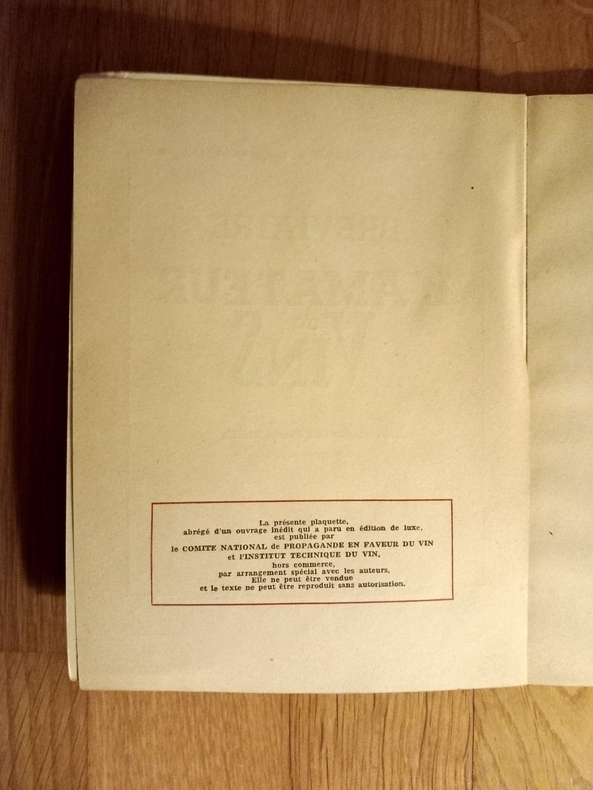 La présente plaquette,
abrégé d'un ouvrage inédit qui a paru en édition de luxe,
est publiée par
le COMITE NATIONAL de PROPAGANDE EN FAVEUR DU VIN
et l'INSTITUT TECHNIQUE DU VIN,
hors commerce,
par arrangement spécial avec les auteurs.
Elle ne peut être vendue
et le texte ne peut être reproduit sans autorisation.